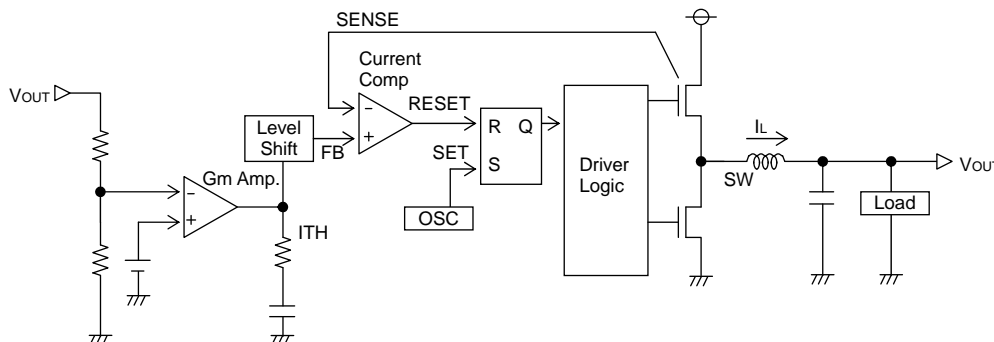 SENSE
Current
Comp
VOUT
RESET
Level
Shift
FB
R Q
SET
S
Gm Amp.
OSC
ITH
Driver
Logic
IL
SW
VOUT
Load